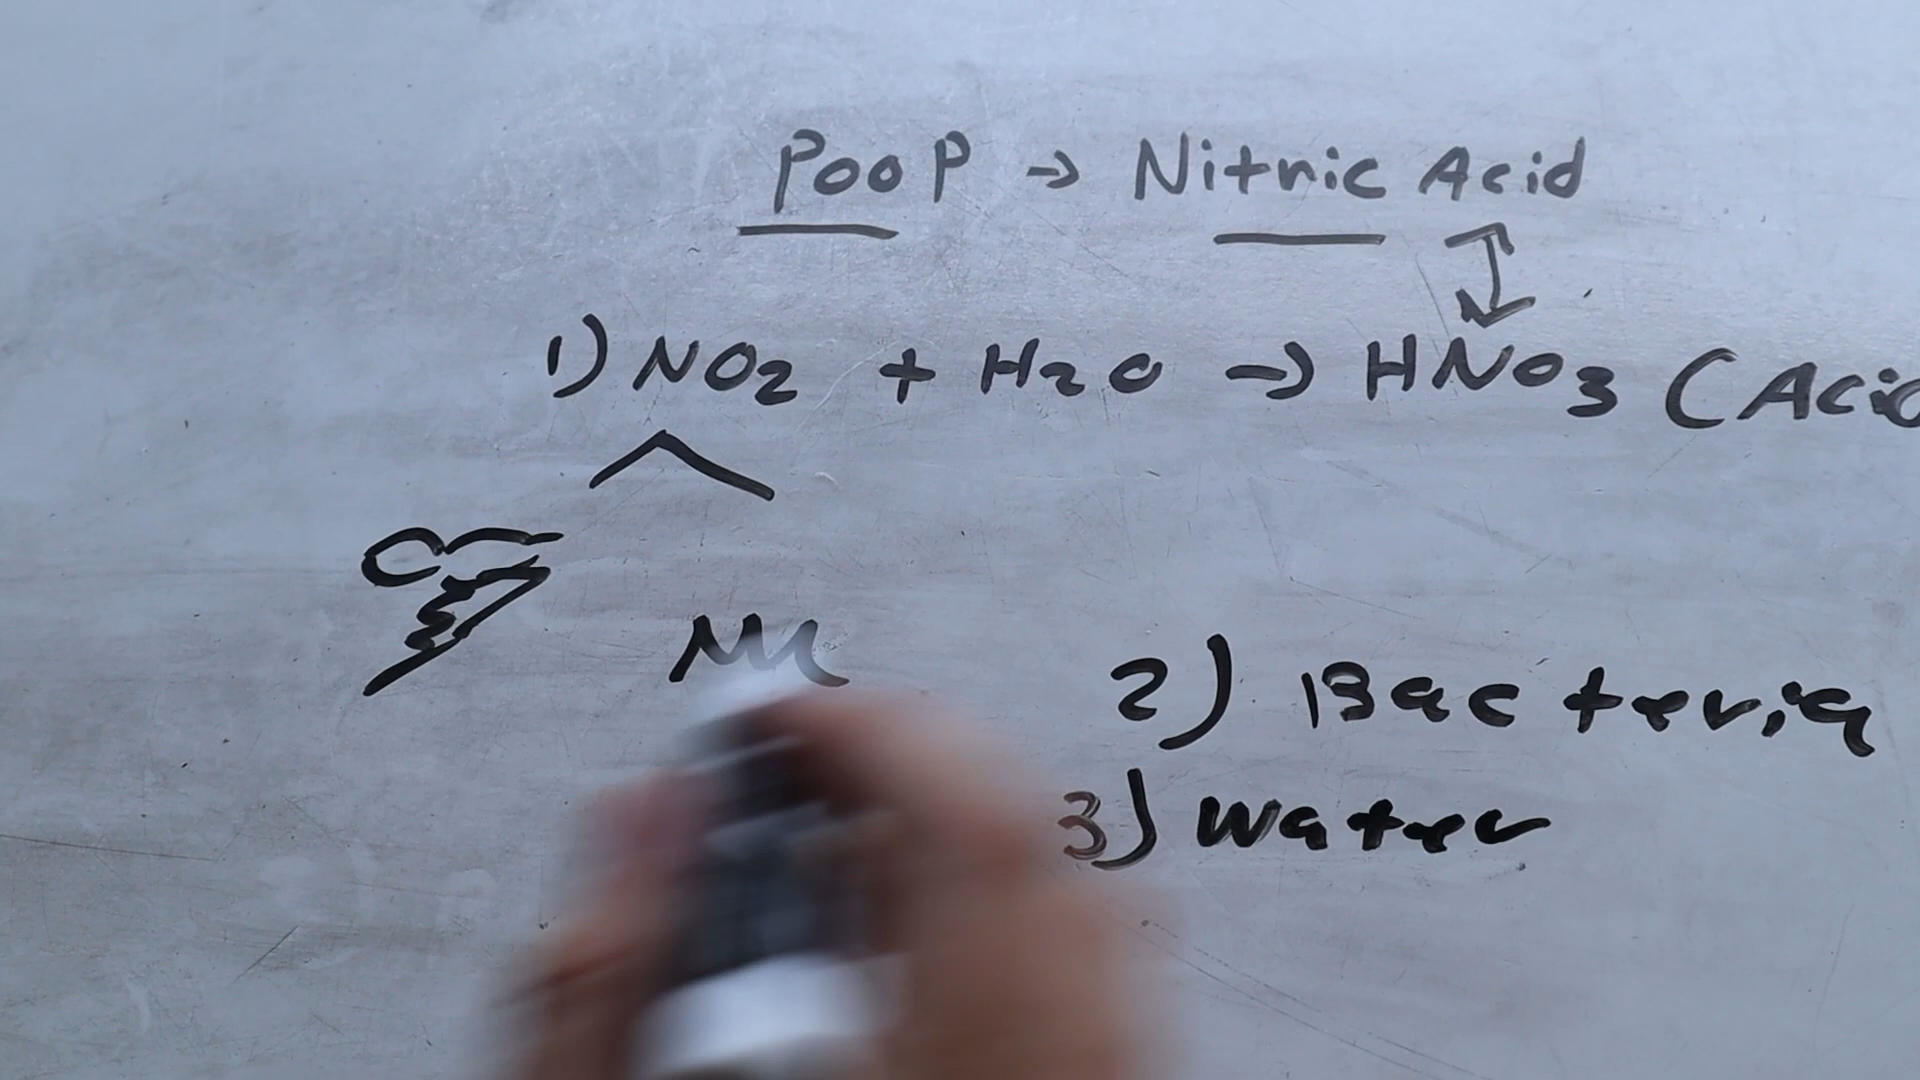 PooP → Nitric Acid
1) NO2 + H2O → HNO3 (Acid
2) Bacteria
3) Water